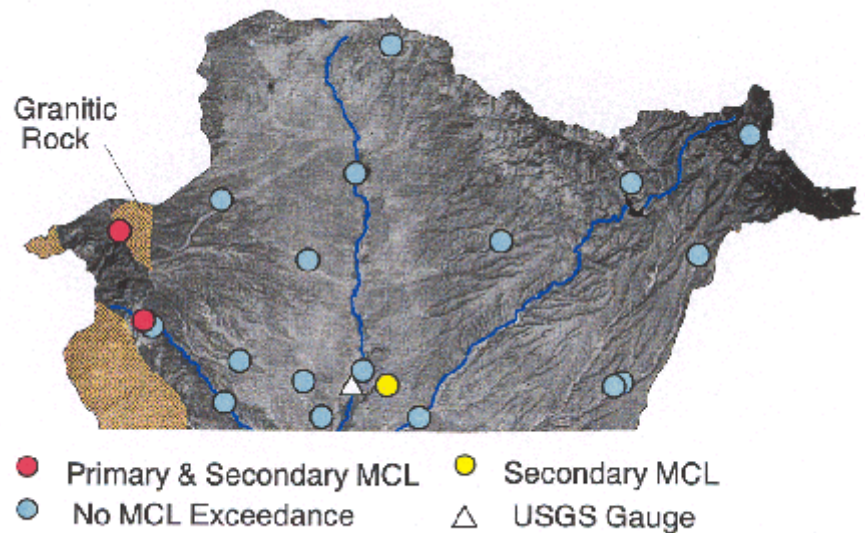 Granitic
Rock
Primary & Secondary MCL
Secondary MCL
No MCL Exceedance
USGS Gauge